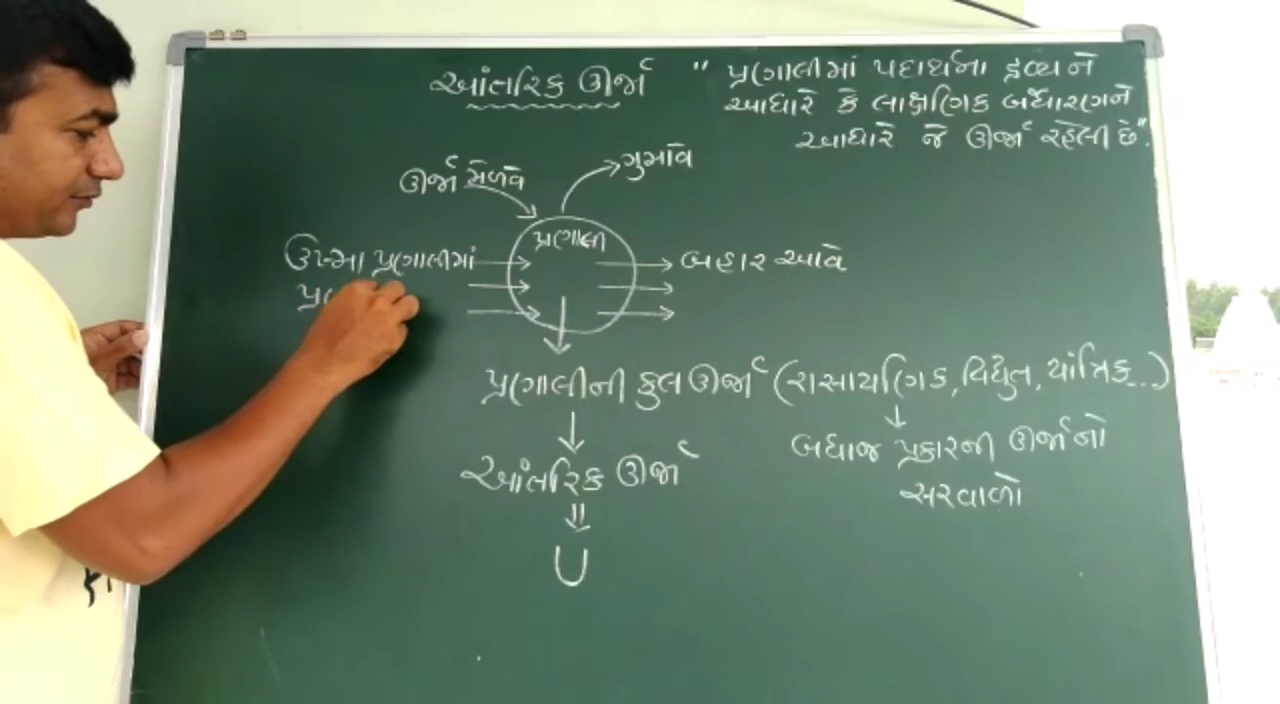 આંતરિક ઊર્જા
" પ્રણાલીમાં પદાર્થના દ્રવ્યને
આધારે કે લાક્ષણિક બંધારણને
આધારે જે ઊર્જા રહેલી છે".
ઊર્જા મેળવે
ગુમાવે
પ્રણાલી
ઉષ્મા પ્રણાલીમાં
બહાર આવે
પ્રણાલીની કુલ ઊર્જા (રાસાયણિક, વિદ્યુત, યાંત્રિક...)
બધાજ પ્રકારની ઊર્જાનો
સરવાળો
આંતરિક ઊર્જા
U